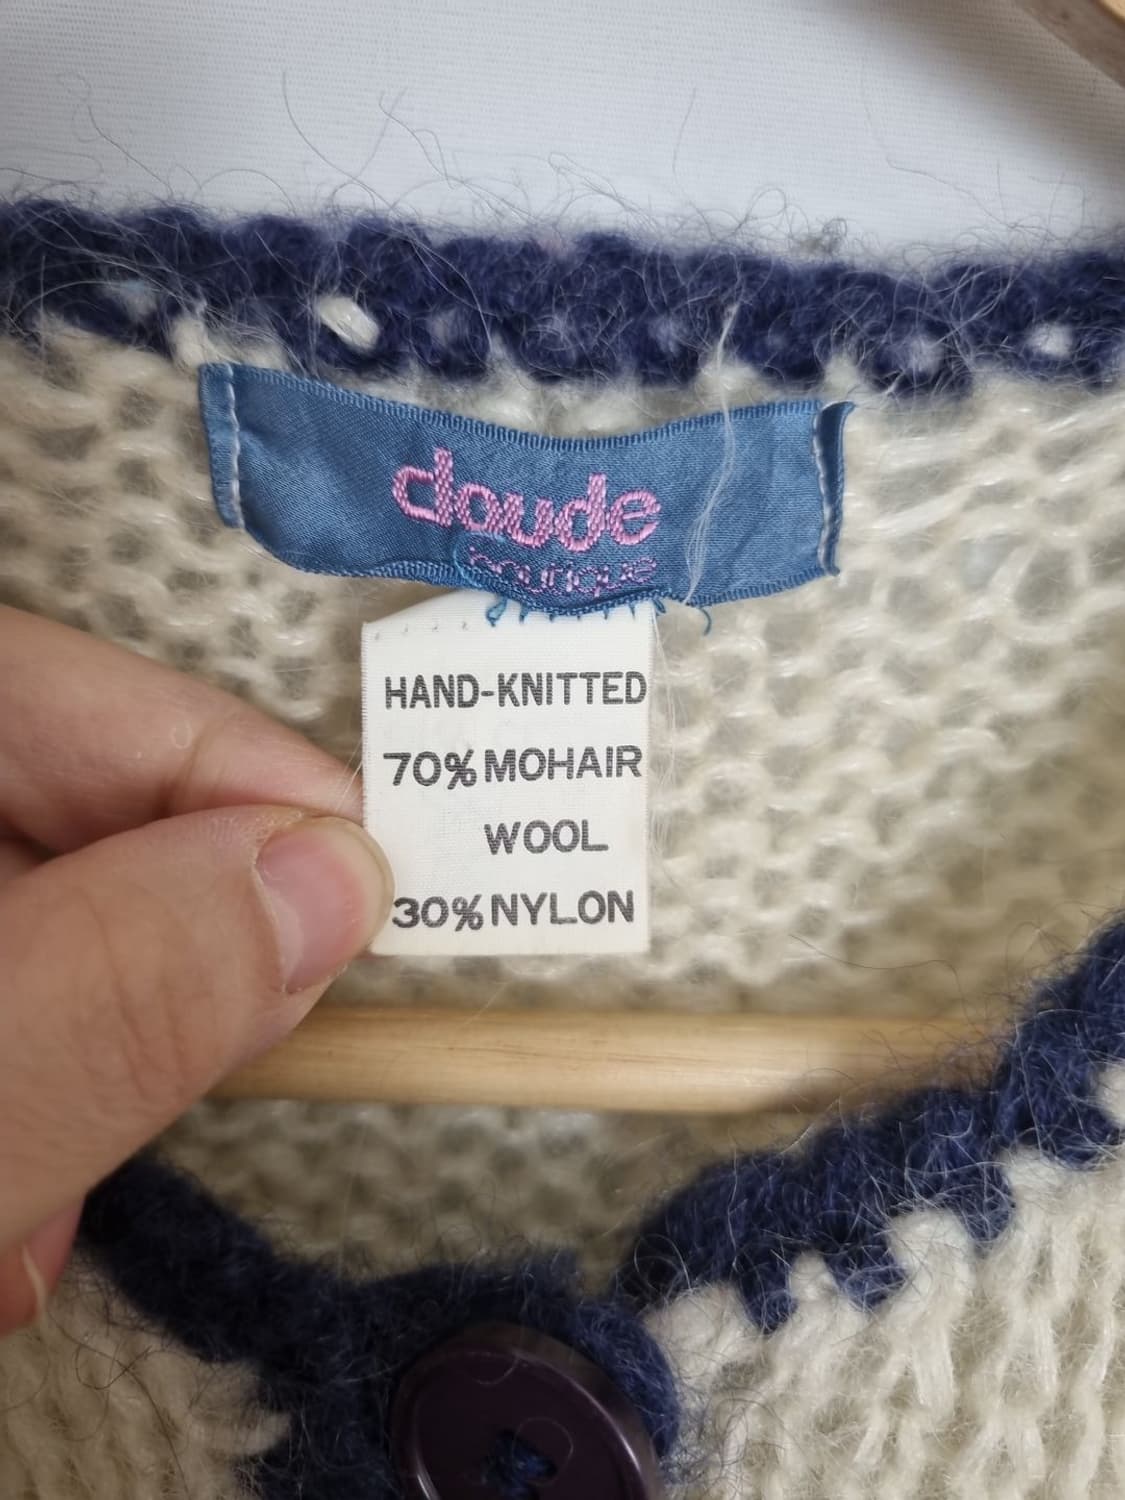 doude
boutique
HAND-KNITTED
70% MOHAIR
WOOL
30% NYLON